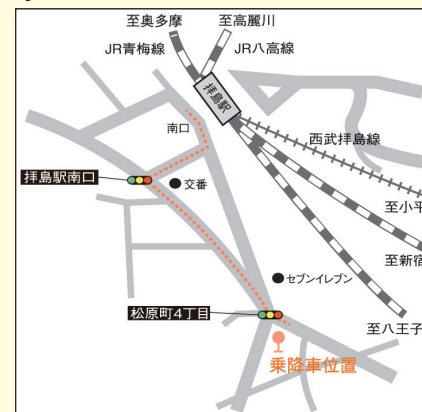 至奥多摩
至高麗川
JR青梅線
JR八高線
拝島駅
南口
西武拝島線
拝島駅南口
交番
至小平
至新宿
セブンイレブン
松原町4丁目
至八王子
乗降車位置